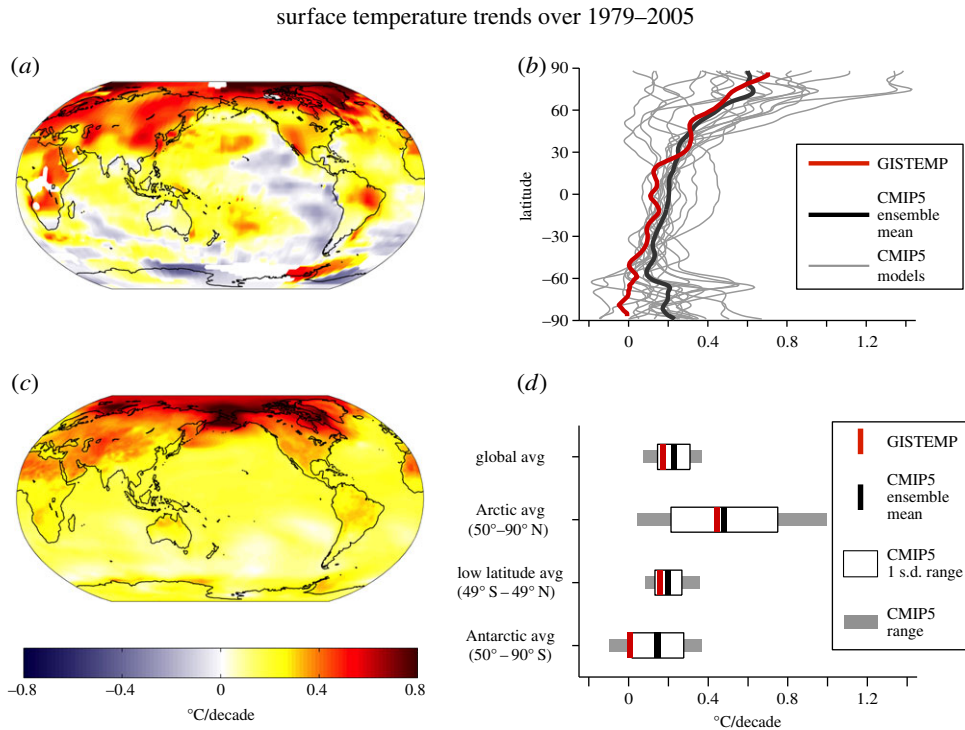 surface temperature trends over 1979–2005
(a)
(b)
90
60
30
0
–30
–60
–90
latitude
0
0.4
0.8
1.2
GISTEMP
CMIP5
ensemble
mean
CMIP5
models
(c)
–0.8
–0.4
0
0.4
0.8
°C/decade
(d)
global avg
Arctic avg
(50°–90° N)
low latitude avg
(49° S – 49° N)
Antarctic avg
(50° – 90° S)
0
0.4
0.8
1.2
°C/decade
GISTEMP
CMIP5
ensemble
mean
CMIP5
1 s.d. range
CMIP5
range